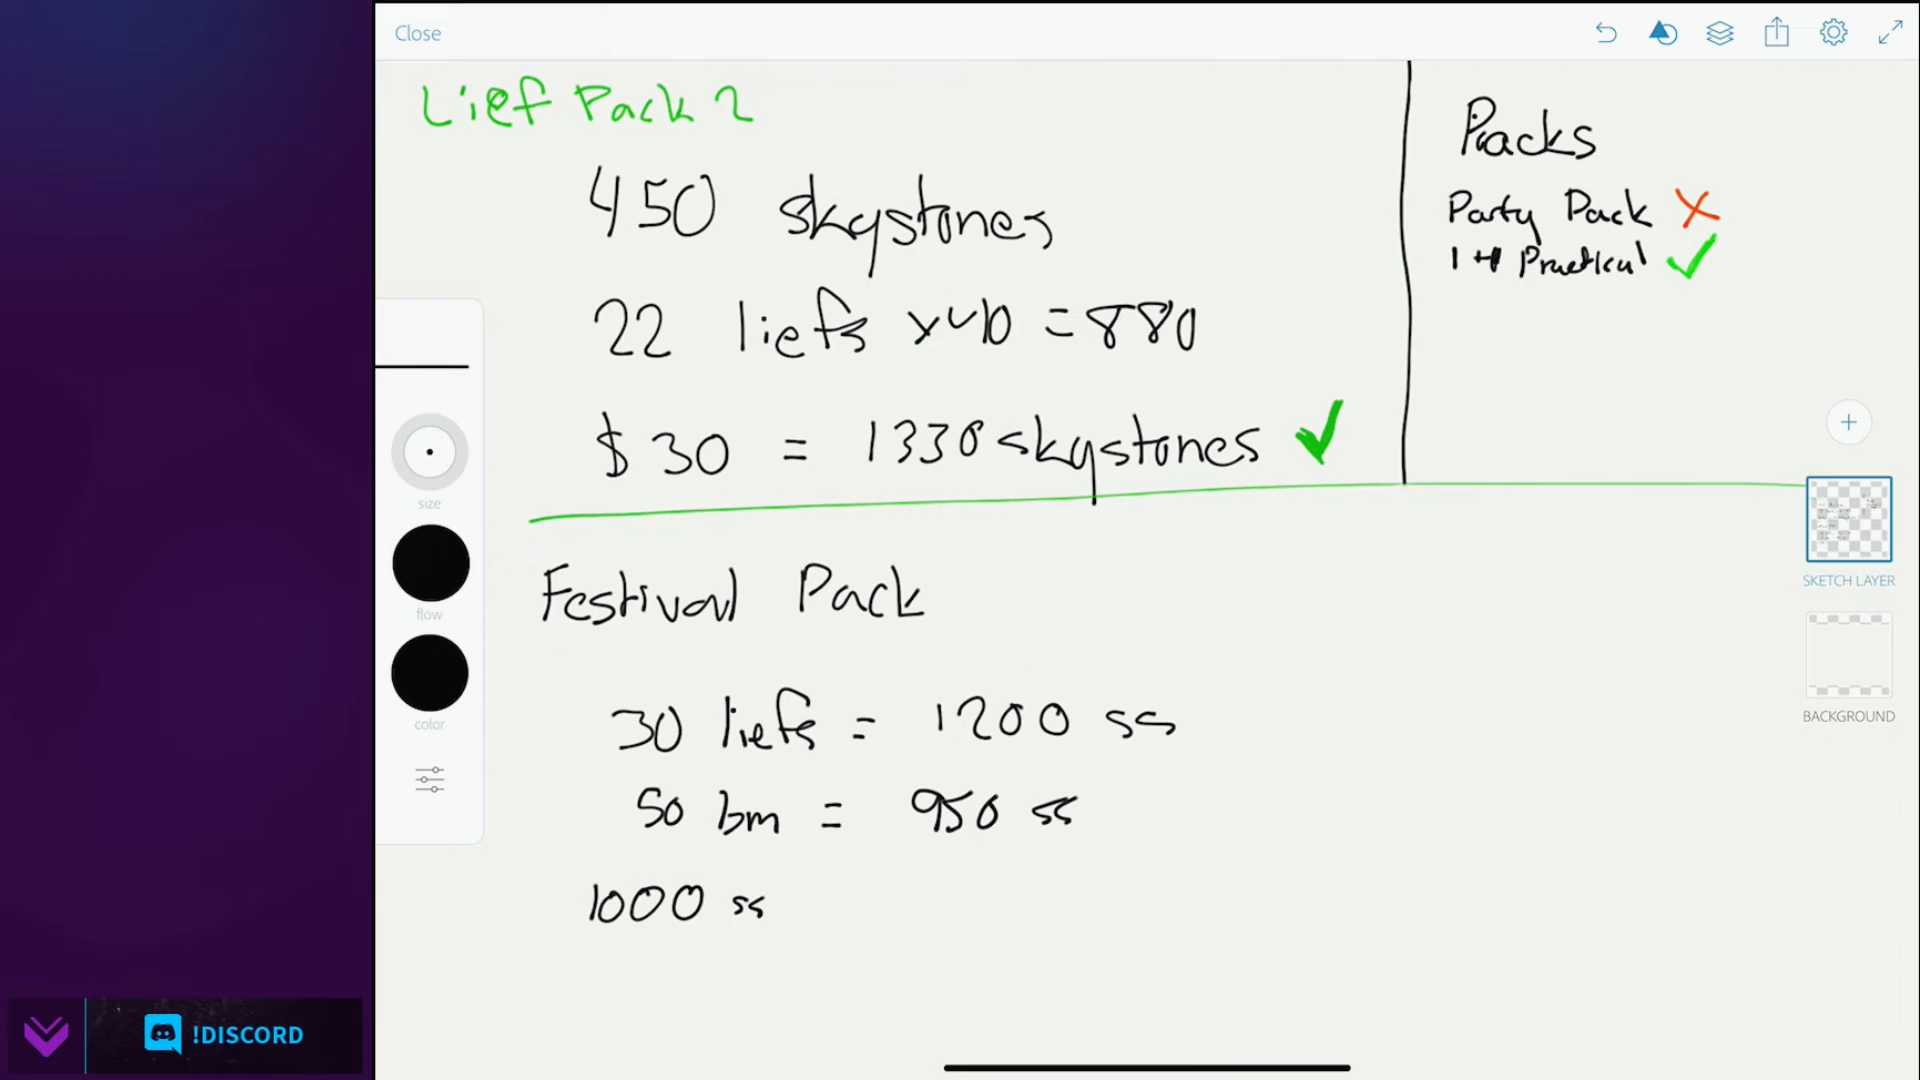 Close
Lief Pack 2
450 skystones
22 liefs x40 = 880
$30 = 1330 skystones
Packs
Party Pack
1+1 Practical
size
flow
color
SKETCH LAYER
BACKGROUND
Festival Pack
30 liefs = 1200 ss
50 bm = 950 ss
1000 ss
!DISCORD